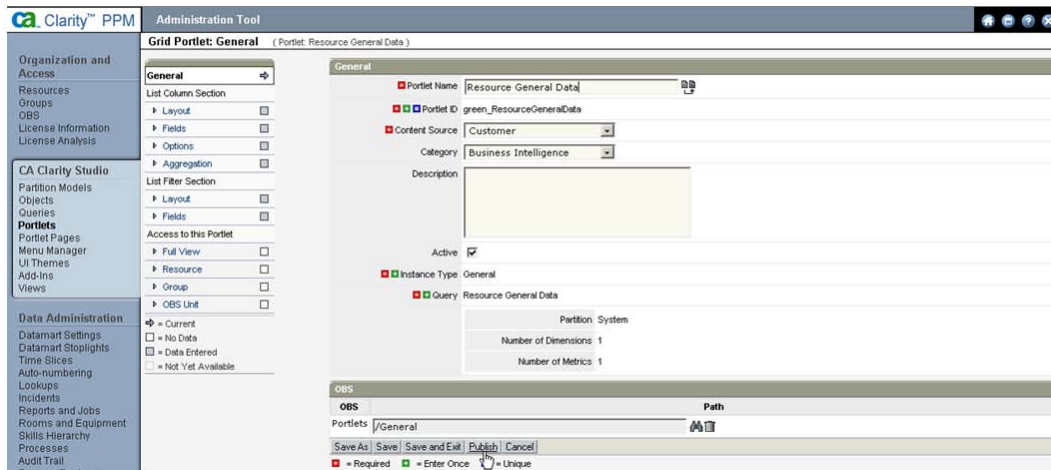 ca Clarity™ PPM
Administration Tool
Grid Portlet: General ( Portlet: Resource General Data )
Organization and
Access
Resources
Groups
OBS
License Information
License Analysis
CA Clarity Studio
Partition Models
Objects
Queries
Portlets
Portlet Pages
Menu Manager
UI Themes
Add-Ins
Views
Data Administration
Datamart Settings
Datamart Stoplights
Time Slices
Auto-numbering
Lookups
Incidents
Reports and Jobs
Rooms and Equipment
Skills Hierarchy
Processes
Audit Trail
General
List Column Section
Layout
Fields
Options
Aggregation
List Filter Section
Layout
Fields
Access to this Portlet
Full View
Resource
Group
OBS Unit
= Current
= No Data
= Data Entered
= Not Yet Available
General
Portlet Name Resource General Data
Portlet ID green_ResourceGeneralData
Content Source Customer
Category Business Intelligence
Description
Active
Instance Type General
Query Resource General Data
Partition System
Number of Dimensions 1
Number of Metrics 1
OBS
OBS Path
Portlets /General
Save As Save Save and Exit Publish Cancel
= Required = Enter Once = Unique